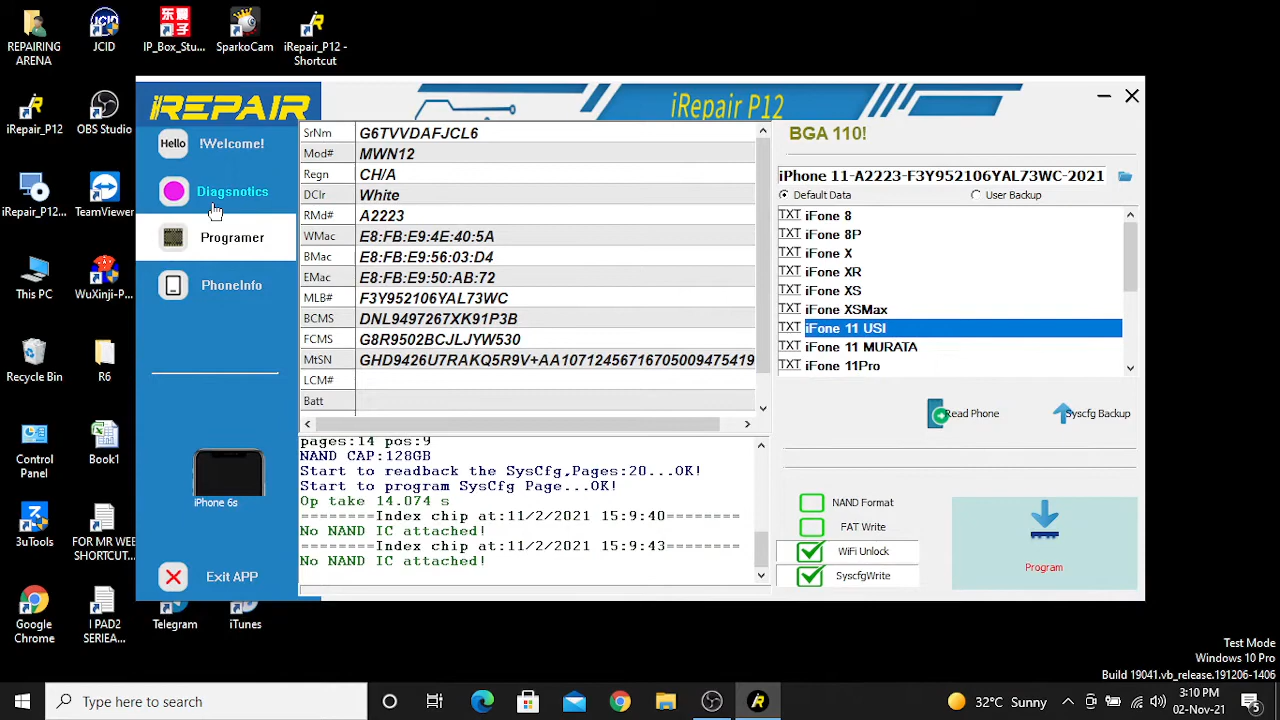 REPAIRING
ARENA
JCID
IP_Box_Stu...
SparkoCam
iRepair_P12 -
Shortcut
iRepair_P12
OBS Studio
iRepair_P12...
TeamViewer
This PC
WuXinji-P...
Recycle Bin
R6
Control
Panel
Book1
3uTools
FOR MR WEB
SHORTCUT...
Google
Chrome
I PAD2
SERIEA...
Telegram
iTunes
iREPAIR
iRepair P12
Hello
!Welcome!
Diagsnotics
Programer
PhoneInfo
iPhone 6s
Exit APP
SrNm G6TVVDAFJCL6
Mod# MWN12
Regn CH/A
DClr White
RMd# A2223
WMac E8:FB:E9:4E:40:5A
BMac E8:FB:E9:56:03:D4
EMac E8:FB:E9:50:AB:72
MLB# F3Y952106YAL73WC
BCMS DNL9497267XK91P3B
FCMS G8R9502BCJLJYW530
MtSN GHD9426U7RAKQ5R9V+AA10712456716705009475419
LCM#
Batt
pages:14 pos:9
NAND CAP:128GB
Start to readback the SysCfg,Pages:20...OK!
Start to program SysCfg Page...OK!
Op take 14.074 s
--------Index chip at:11/2/2021 15:9:40--------
No NAND IC attached!
--------Index chip at:11/2/2021 15:9:43--------
No NAND IC attached!
BGA 110!
iPhone 11-A2223-F3Y952106YAL73WC-2021
Default Data
User Backup
TXT iFone 8
TXT iFone 8P
TXT iFone X
TXT iFone XR
TXT iFone XS
TXT iFone XSMax
TXT iFone 11 USI
TXT iFone 11 MURATA
TXT iFone 11Pro
Read Phone
Syscfg Backup
NAND Format
FAT Write
WiFi Unlock
SyscfgWrite
Program
Test Mode
Windows 10 Pro
Build 19041.vb_release.191206-1406
Type here to search
32°C Sunny
3:10 PM
02-Nov-21
5